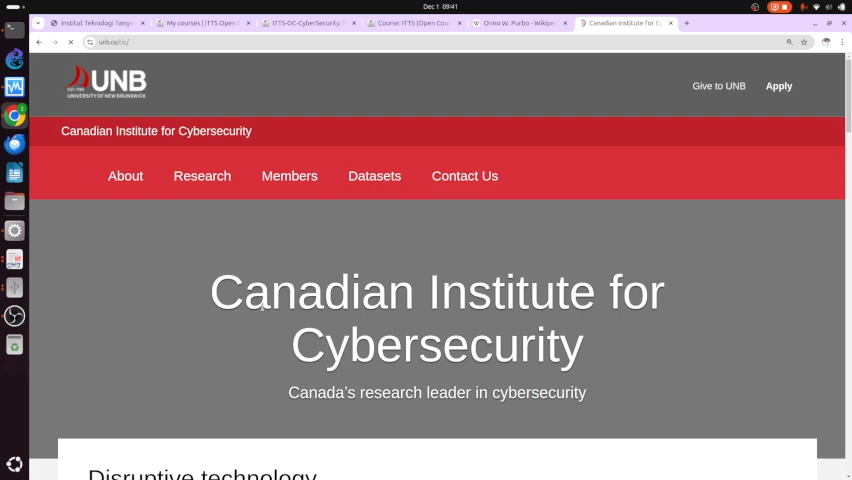 Dec 1 09:41
Institut Teknologi Tange
My courses | ITTS Open
ITTS-OC-CyberSecurity:
Course: ITTS (Open Cou
Onno W. Purbo - Wikipe
Canadian Institute for Cy
unb.ca/cic/
EST. 1785 UNB
UNIVERSITY OF NEW BRUNSWICK
Give to UNB
Apply
Canadian Institute for Cybersecurity
About
Research
Members
Datasets
Contact Us
Canadian Institute for
Cybersecurity
Canada's research leader in cybersecurity
Disruptive technology